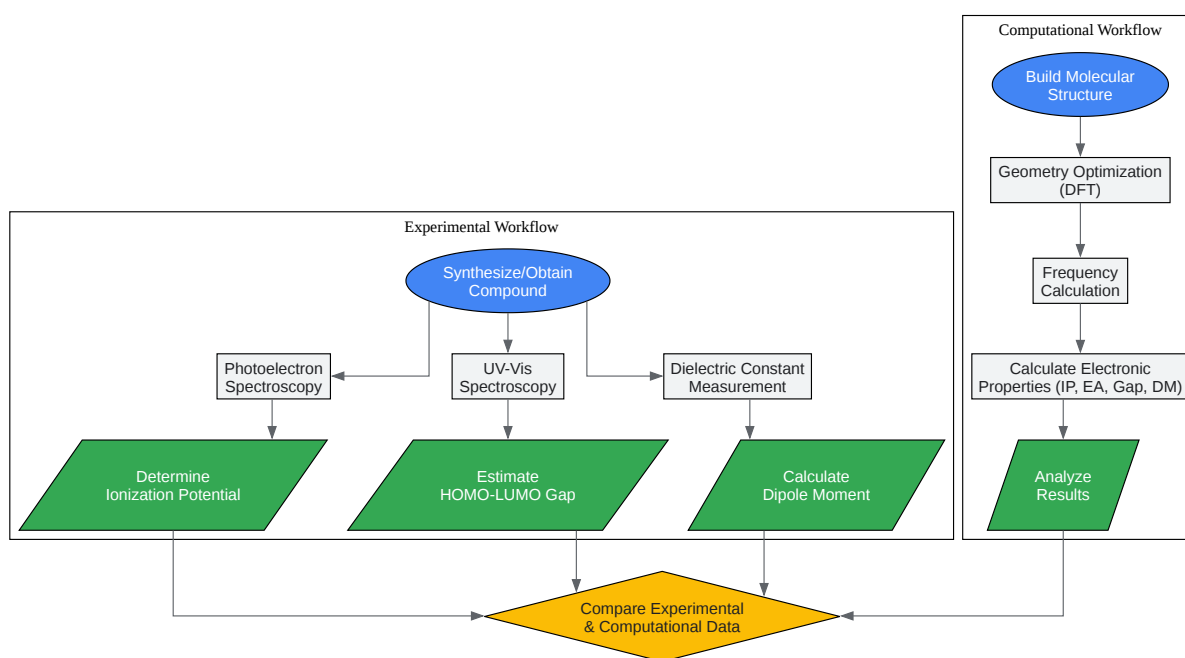 Computational Workflow
Build Molecular
Structure
Geometry Optimization
(DFT)
Frequency
Calculation
Calculate Electronic
Properties (IP, EA, Gap, DM)
Analyze
Results
Experimental Workflow
Synthesize/Obtain
Compound
Photoelectron
Spectroscopy
UV-Vis
Spectroscopy
Dielectric Constant
Measurement
Determine
Ionization Potential
Estimate
HOMO-LUMO Gap
Calculate
Dipole Moment
Compare Experimental
& Computational Data